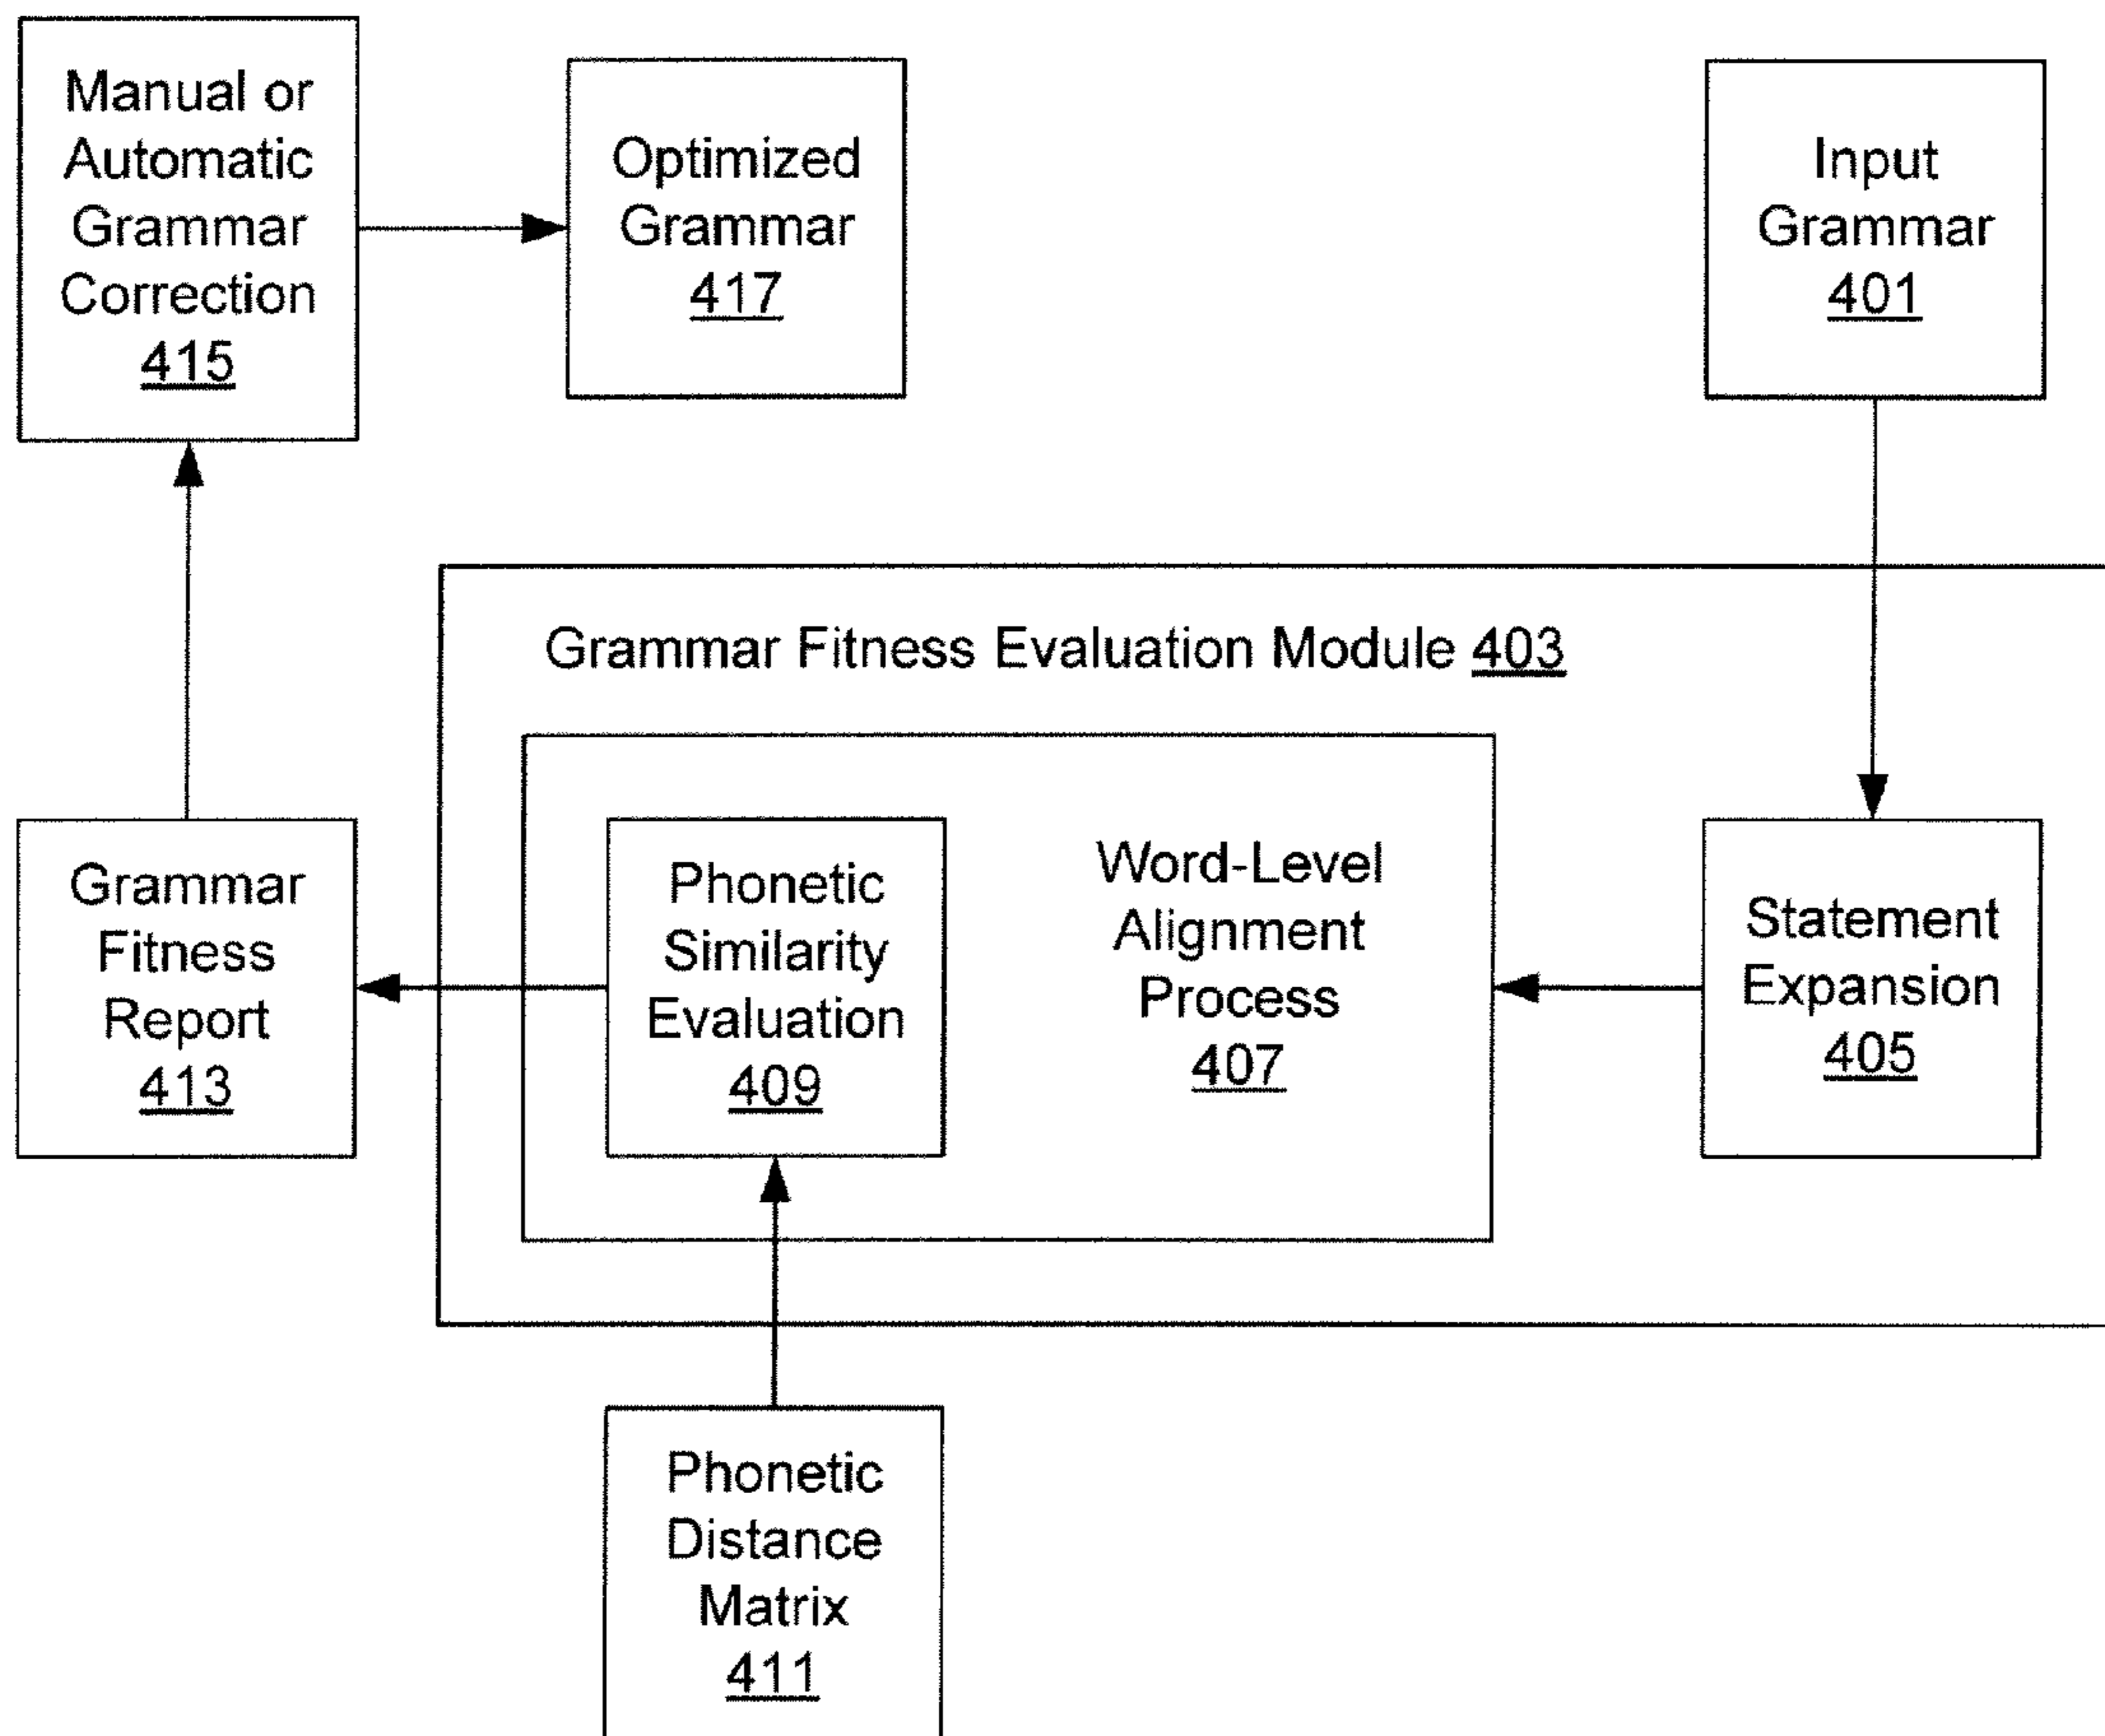 Manual or
Automatic
Grammar
Correction
415
Optimized
Grammar
417
Input
Grammar
401
Grammar Fitness Evaluation Module 403
Grammar
Fitness
Report
413
Phonetic
Similarity
Evaluation
409
Word-Level
Alignment
Process
407
Statement
Expansion
405
Phonetic
Distance
Matrix
411